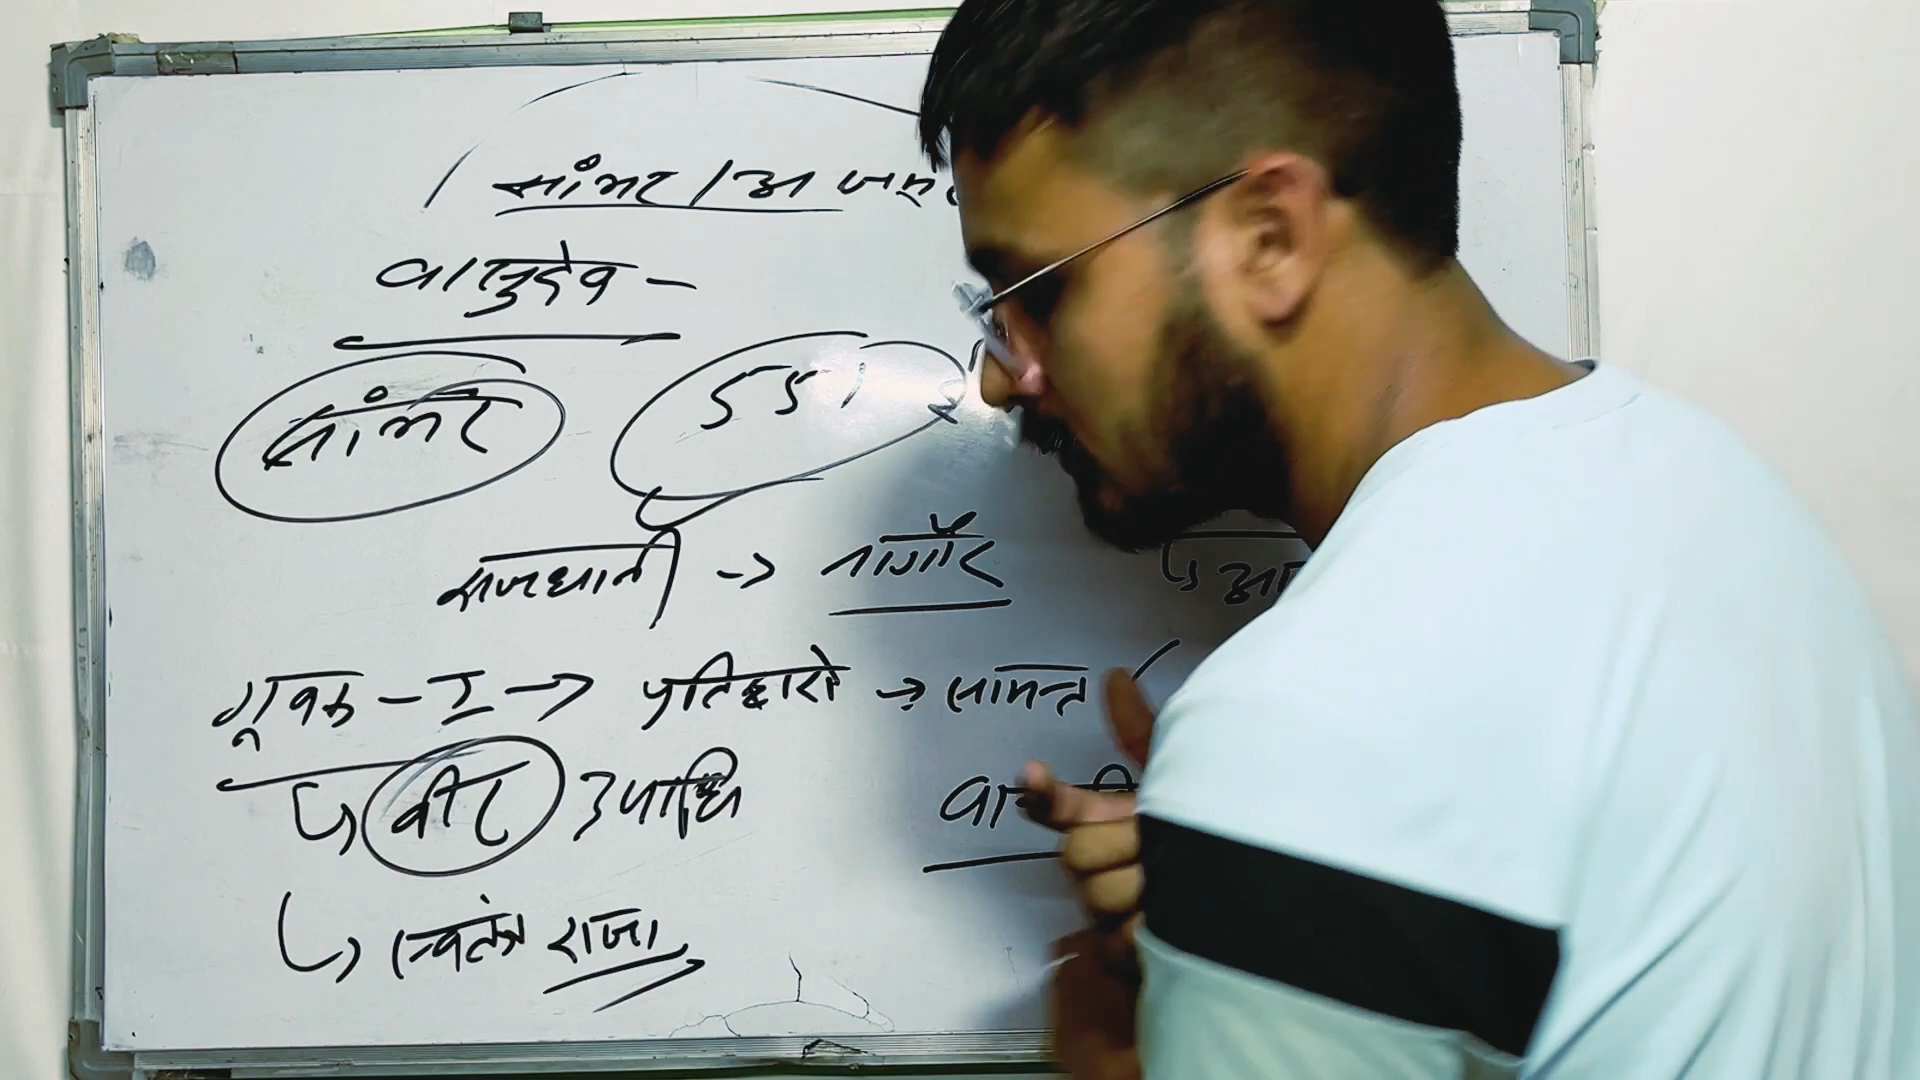 सांभर / अजमे
वासुदेव -
सांभर 551
राजधानी -> नागौर
गूवक - I -> प्रतिहारो -> सामन्त
वीर उपाधि
स्वतंत्र राजा